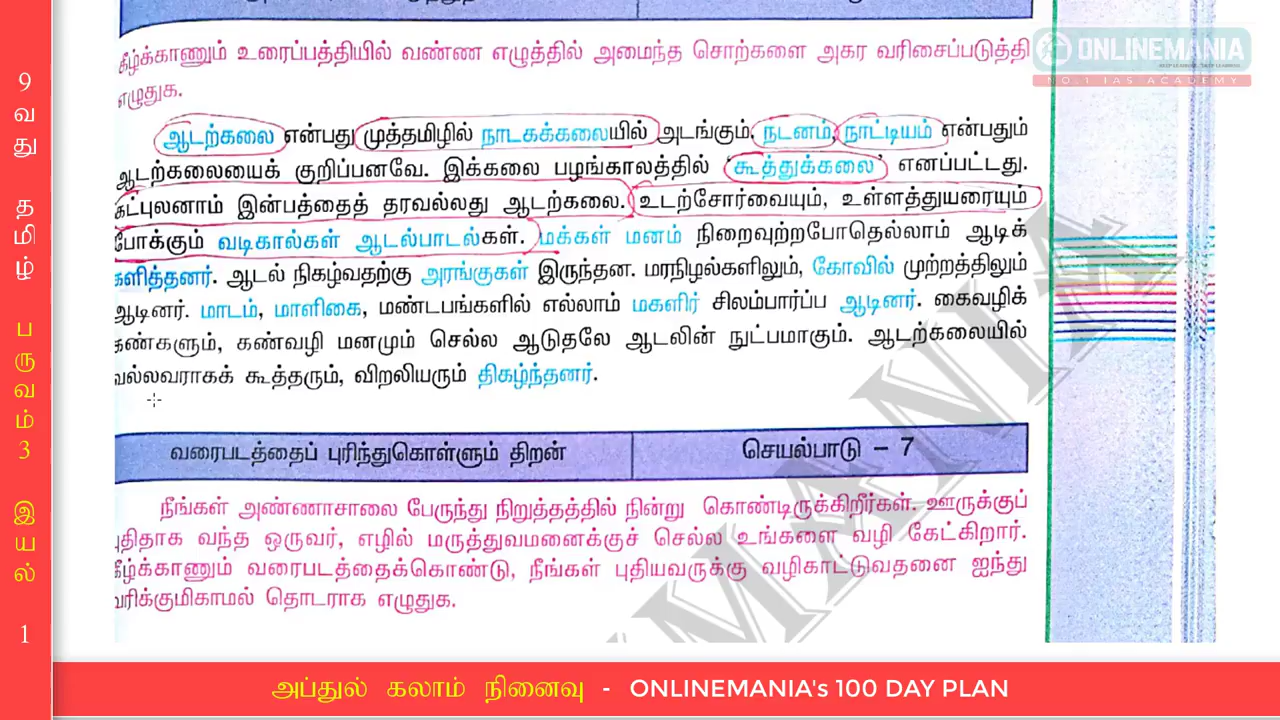 கீழ்க்காணும் உரைப்பத்தியில் வண்ண எழுத்தில் அமைந்த சொற்களை அகர வரிசைப்படுத்தி
எழுதுக.
ஆடற்கலை என்பது முத்தமிழில் நாடகக்கலையில் அடங்கும். நடனம், நாட்டியம் என்பதும்
ஆடற்கலையைக் குறிப்பனவே. இக்கலை பழங்காலத்தில் 'கூத்துக்கலை' எனப்பட்டது.
கட்புலனாம் இன்பத்தைத் தரவல்லது ஆடற்கலை. உடற்சோர்வையும், உள்ளத்துயரையும்
போக்கும் வடிகால்கள் ஆடல்பாடல்கள். மக்கள் மனம் நிறைவுற்றபோதெல்லாம் ஆடிக்
களித்தனர். ஆடல் நிகழ்வதற்கு அரங்குகள் இருந்தன. மரநிழல்களிலும், கோவில் முற்றத்திலும்
ஆடினர். மாடம், மாளிகை, மண்டபங்களில் எல்லாம் மகளிர் சிலம்பார்ப்ப ஆடினர். கைவழிக்
கண்களும், கண்வழி மனமும் செல்ல ஆடுதலே ஆடலின் நுட்பமாகும். ஆடற்கலையில்
வல்லவராகக் கூத்தரும், விறலியரும் திகழ்ந்தனர்.
வரைபடத்தைப் புரிந்துகொள்ளும் திறன் செயல்பாடு – 7
நீங்கள் அண்ணாசாலை பேருந்து நிறுத்தத்தில் நின்று கொண்டிருக்கிறீர்கள். ஊருக்குப்
புதிதாக வந்த ஒருவர், எழில் மருத்துவமனைக்குச் செல்ல உங்களை வழி கேட்கிறார்.
கீழ்க்காணும் வரைபடத்தைக்கொண்டு, நீங்கள் புதியவருக்கு வழிகாட்டுவதனை ஐந்து
வரிக்குமிகாமல் தொடராக எழுதுக.
9வது தமிழ் பருவம்3 இயல் 1
ONLINEMANIA
NO.1 IAS ACADEMY
MANIA
அப்துல் கலாம் நினைவு - ONLINEMANIA's 100 DAY PLAN